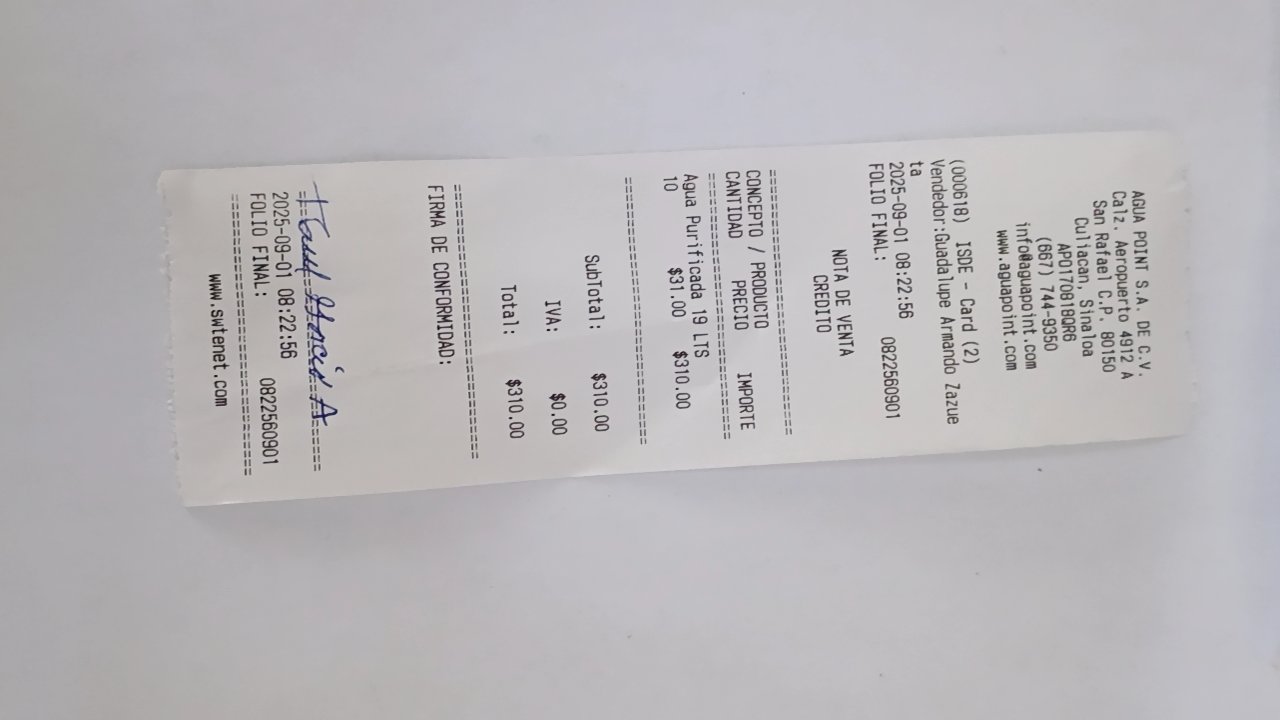 AGUA POINT S.A. DE C.V.
Calz. Aeropuerto 4912 A
San Rafael C.P. 80150
Culiacan, Sinaloa
APO170818QR6
(667) 744-9350
info@aguapoint.com
www.aguapoint.com
(000618) ISDE - Card (2)
Vendedor:Guadalupe Armando Zazue
ta
2025-09-01 08:22:56
FOLIO FINAL: 0822560901
NOTA DE VENTA
CREDITO
================================
CONCEPTO / PRODUCTO
CANTIDAD PRECIO IMPORTE
================================
Agua Purificada 19 LTS
10 $31.00 $310.00
================================
SubTotal: $310.00
IVA: $0.00
Total: $310.00
================================
FIRMA DE CONFORMIDAD:
================================
2025-09-01 08:22:56
FOLIO FINAL: 0822560901
================================
www.swtenet.com